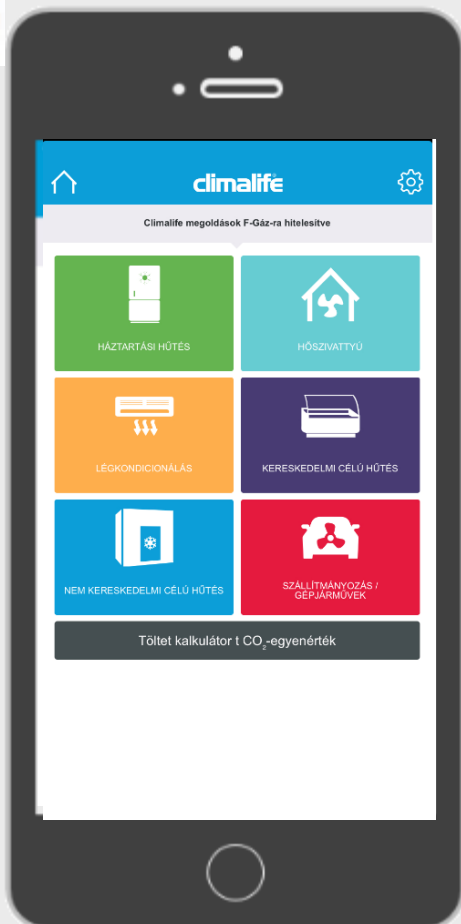 climalife
Climalife megoldások F-Gáz-ra hitelesítve
HÁZTARTÁSI HŰTÉS
HŐSZIVATTYÚ
LÉGKONDICIONÁLÁS
KERESKEDELMI CÉLÚ HŰTÉS
NEM KERESKEDELMI CÉLÚ HŰTÉS
SZÁLLÍTMÁNYOZÁS /
GÉPJÁRMŰVEK
Töltet kalkulátor t CO₂-egyenérték